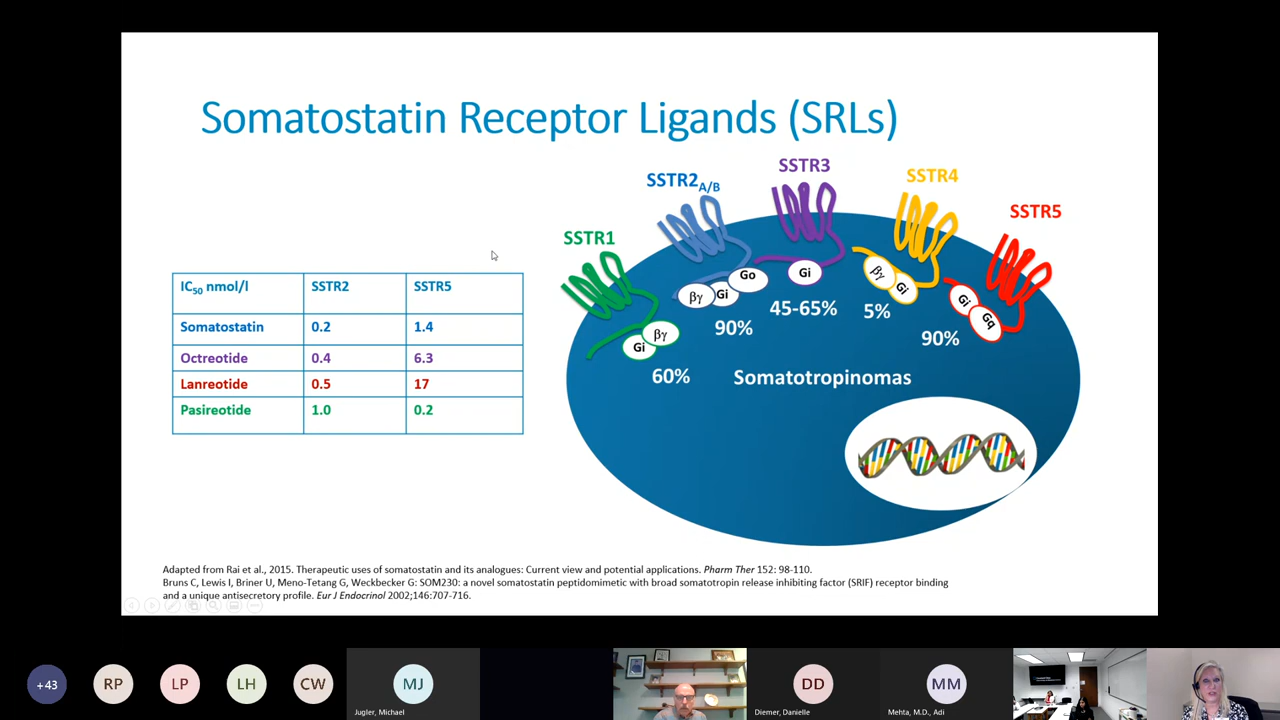 Somatostatin Receptor Ligands (SRLs)
SSTR1
SSTR2A/B
SSTR3
SSTR4
SSTR5
IC50 nmol/l SSTR2 SSTR5
Somatostatin 0.2 1.4
Octreotide 0.4 6.3
Lanreotide 0.5 17
Pasireotide 1.0 0.2
Gi βγ
βγ Gi Go
Gi
βγ Gi
Gi Gq
60%
90%
45-65%
5%
90%
Somatotropinomas
Adapted from Rai et al., 2015. Therapeutic uses of somatostatin and its analogues: Current view and potential applications. Pharm Ther 152: 98-110.
Bruns C, Lewis I, Briner U, Meno-Tetang G, Weckbecker G: SOM230: a novel somatostatin peptidomimetic with broad somatotropin release inhibiting factor (SRIF) receptor binding
and a unique antisecretory profile. Eur J Endocrinol 2002;146:707-716.
+43 RP LP LH CW MJ DD MM
Jugler, Michael
Diemer, Danielle
Mehta, M.D., Adi